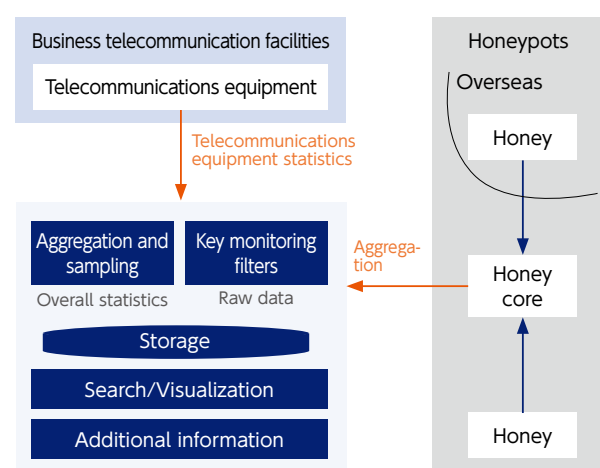 Business telecommunication facilities
Telecommunications equipment
Telecommunications
equipment statistics
Aggregation and
sampling
Key monitoring
filters
Overall statistics
Raw data
Storage
Search/Visualization
Additional information
Aggrega-
tion
Honeypots
Overseas
Honey
Honey
core
Honey